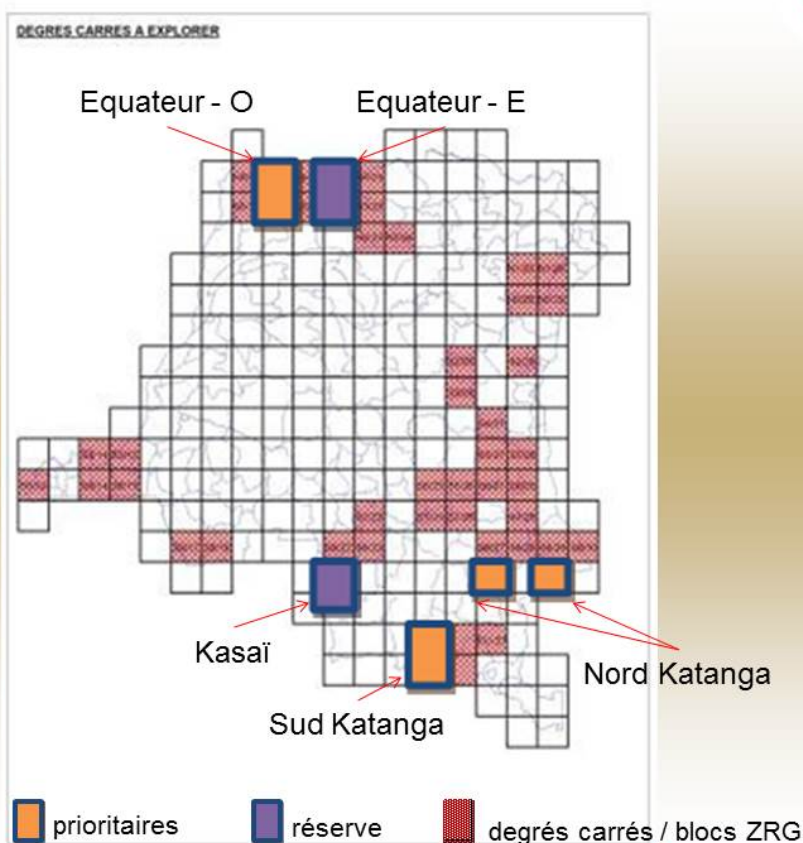 DEGRES CARRES A EXPLORER
Equateur - O
Equateur - E
Kasaï
Nord Katanga
Sud Katanga
prioritaires
réserve
degrés carrés / blocs ZRG